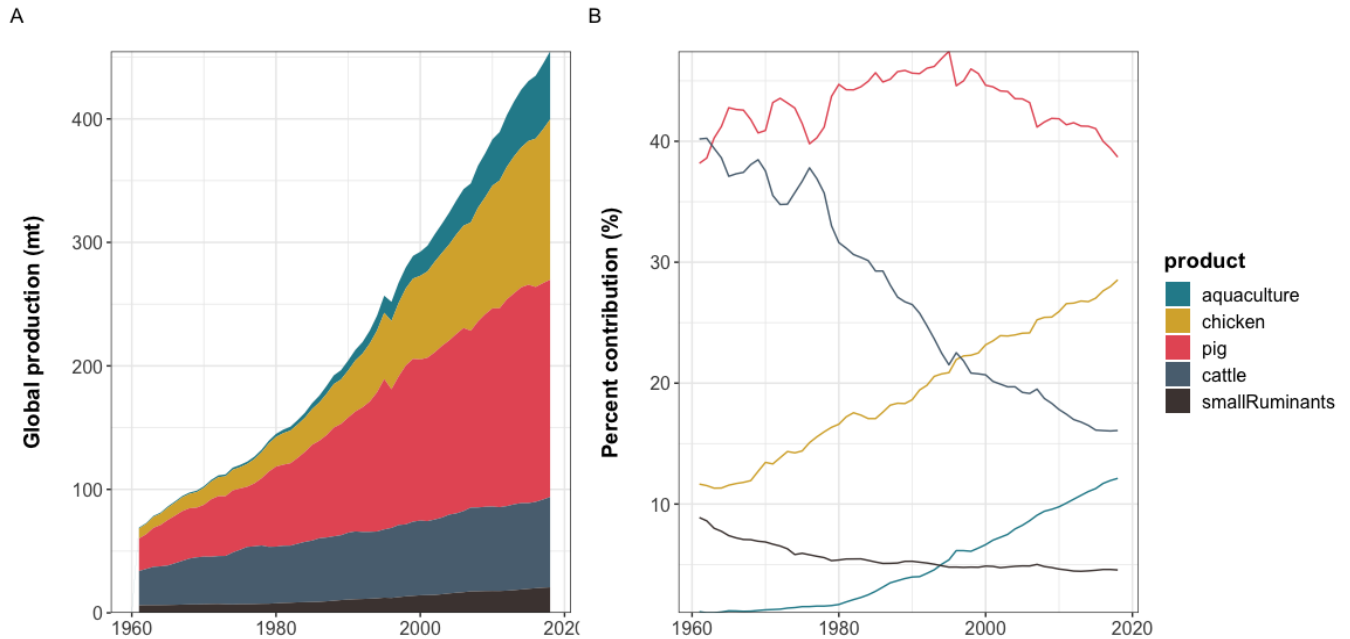 A
B
Global production (mt)
400
300
200
100
0
1960
1980
2000
2020
Percent contribution (%)
40
30
20
10
1960
1980
2000
2020
product
aquaculture
chicken
pig
cattle
smallRuminants